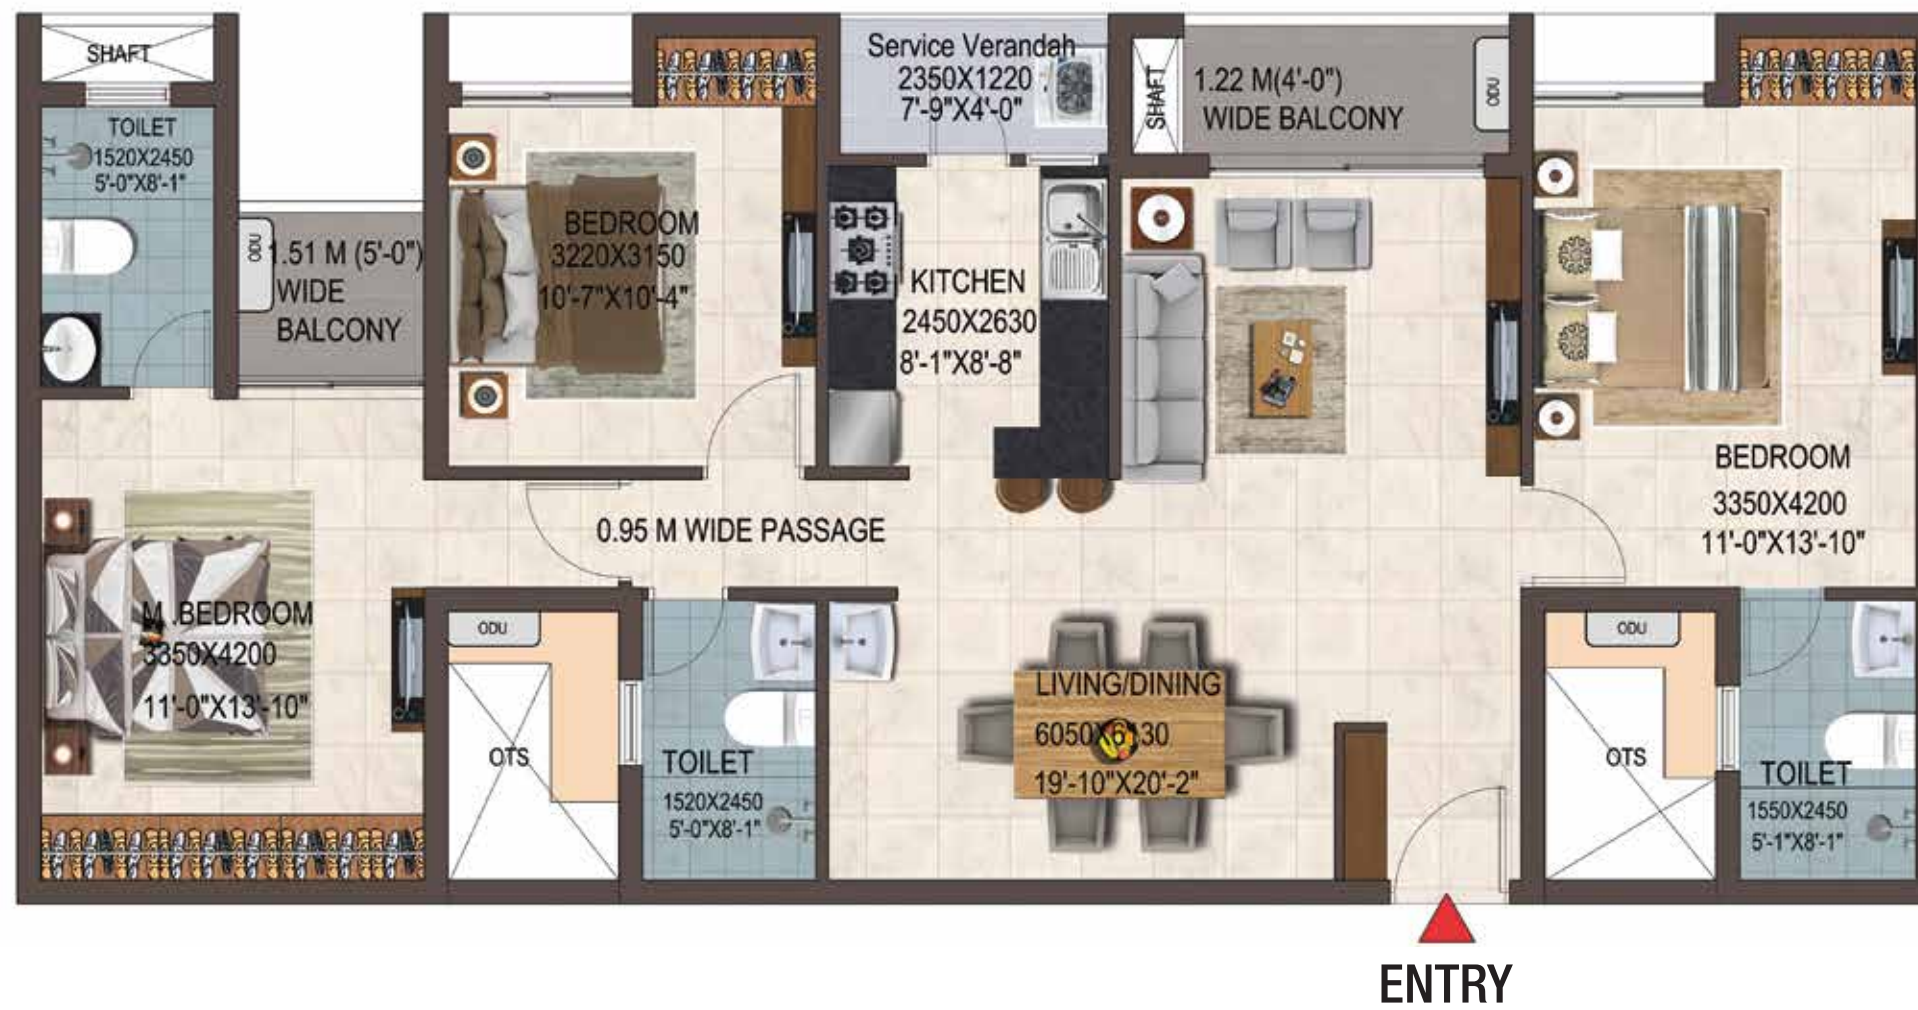 SHAFT
TOILET
1520X2450
5'-0"X8'-1"
ODU
1.51 M (5'-0")
WIDE
BALCONY
BEDROOM
3220X3150
10'-7"X10'-4"
Service Verandah
2350X1220
7'-9"X4'-0"
KITCHEN
2450X2630
8'-1"X8'-8"
SHAFT
1.22 M(4'-0")
WIDE BALCONY
ODU
BEDROOM
3350X4200
11'-0"X13'-10"
0.95 M WIDE PASSAGE
M .BEDROOM
3350X4200
11'-0"X13'-10"
ODU
OTS
TOILET
1520X2450
5'-0"X8'-1"
LIVING/DINING
6050X6130
19'-10"X20'-2"
ODU
OTS
TOILET
1550X2450
5'-1"X8'-1"
ENTRY